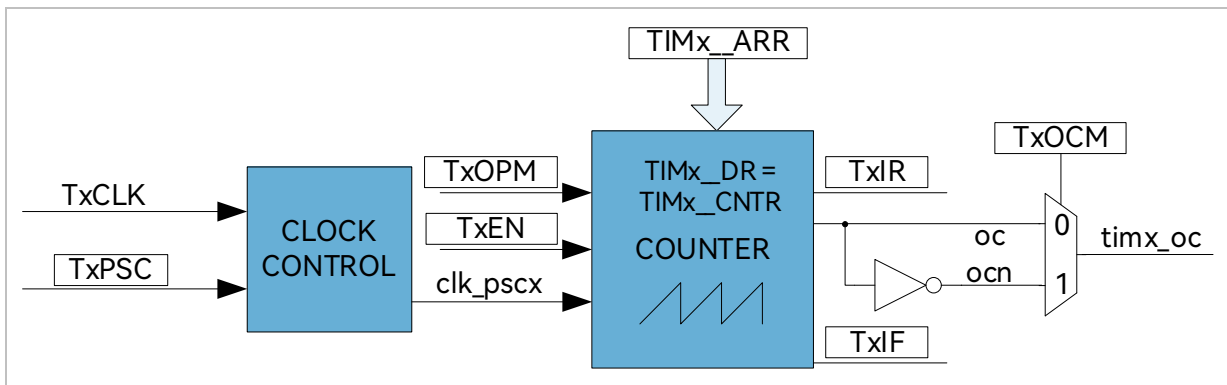 TIMx__ARR
TxOCM
TxOPM
TIMx__DR =
TIMx__CNTR
TxIR
TxCLK
CLOCK
CONTROL
TxEN
COUNTER
oc
0
timx_oc
TxPSC
clk_pscx
ocn
1
TxIF